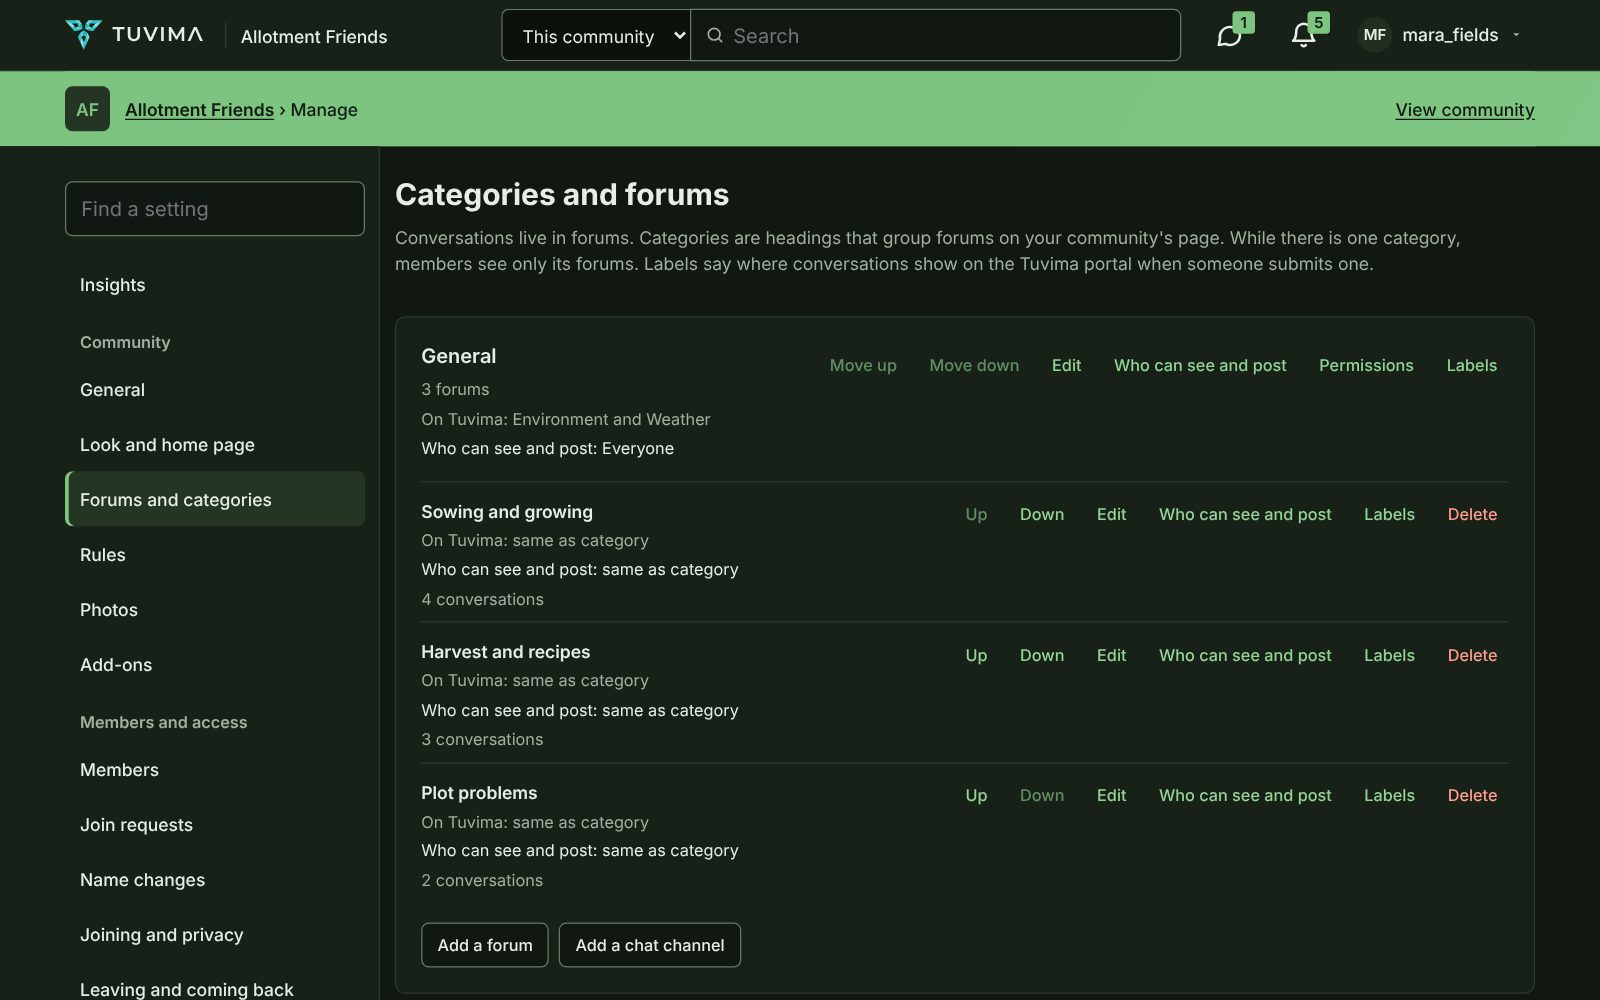 TUVIMA
Allotment Friends
This community
Search
1
5
MF
mara_fields
AF
Allotment Friends › Manage
View community
Find a setting
Insights
Community
General
Look and home page
Forums and categories
Rules
Photos
Add-ons
Members and access
Members
Join requests
Name changes
Joining and privacy
Leaving and coming back
Categories and forums
Conversations live in forums. Categories are headings that group forums on your community's page. While there is one category,
members see only its forums. Labels say where conversations show on the Tuvima portal when someone submits one.
General
Move up Move down Edit Who can see and post Permissions Labels
3 forums
On Tuvima: Environment and Weather
Who can see and post: Everyone
Sowing and growing
Up Down Edit Who can see and post Labels Delete
On Tuvima: same as category
Who can see and post: same as category
4 conversations
Harvest and recipes
Up Down Edit Who can see and post Labels Delete
On Tuvima: same as category
Who can see and post: same as category
3 conversations
Plot problems
Up Down Edit Who can see and post Labels Delete
On Tuvima: same as category
Who can see and post: same as category
2 conversations
Add a forum
Add a chat channel